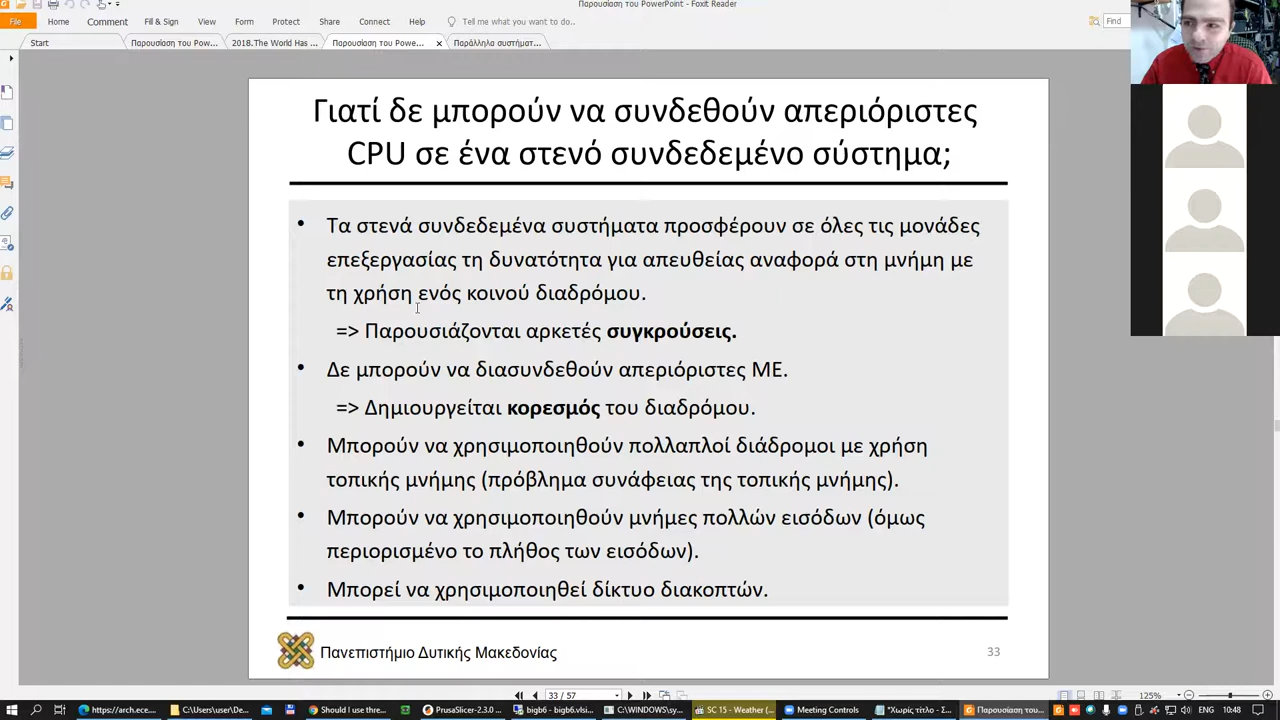 Παρουσίαση του PowerPoint - Foxit Reader
File Home Comment Fill & Sign View Form Protect Share Connect Help Tell me what you want to do... Find
Start Παρουσίαση του Pow... 2018.The World Has ... Παρουσίαση του Powe... Παράλληλα συστήματ...
Γιατί δε μπορούν να συνδεθούν απεριόριστες
CPU σε ένα στενό συνδεδεμένο σύστημα;
• Τα στενά συνδεδεμένα συστήματα προσφέρουν σε όλες τις μονάδες
επεξεργασίας τη δυνατότητα για απευθείας αναφορά στη μνήμη με
τη χρήση ενός κοινού διαδρόμου.
=> Παρουσιάζονται αρκετές συγκρούσεις.
• Δε μπορούν να διασυνδεθούν απεριόριστες ΜΕ.
=> Δημιουργείται κορεσμός του διαδρόμου.
• Μπορούν να χρησιμοποιηθούν πολλαπλοί διάδρομοι με χρήση
τοπικής μνήμης (πρόβλημα συνάφειας της τοπικής μνήμης).
• Μπορούν να χρησιμοποιηθούν μνήμες πολλών εισόδων (όμως
περιορισμένο το πλήθος των εισόδων).
• Μπορεί να χρησιμοποιηθεί δίκτυο διακοπτών.
Πανεπιστήμιο Δυτικής Μακεδονίας
33
33 / 57 125%
https://arch.ece.... C:\Users\user\De... Should I use thre... PrusaSlicer-2.3.0 ... bigb6 - bigb6.vlsi... C:\WINDOWS\sy... SC 15 - Weather (... Meeting Controls "Χωρίς τίτλο - Σ... Παρουσίαση του... ENG 10:48